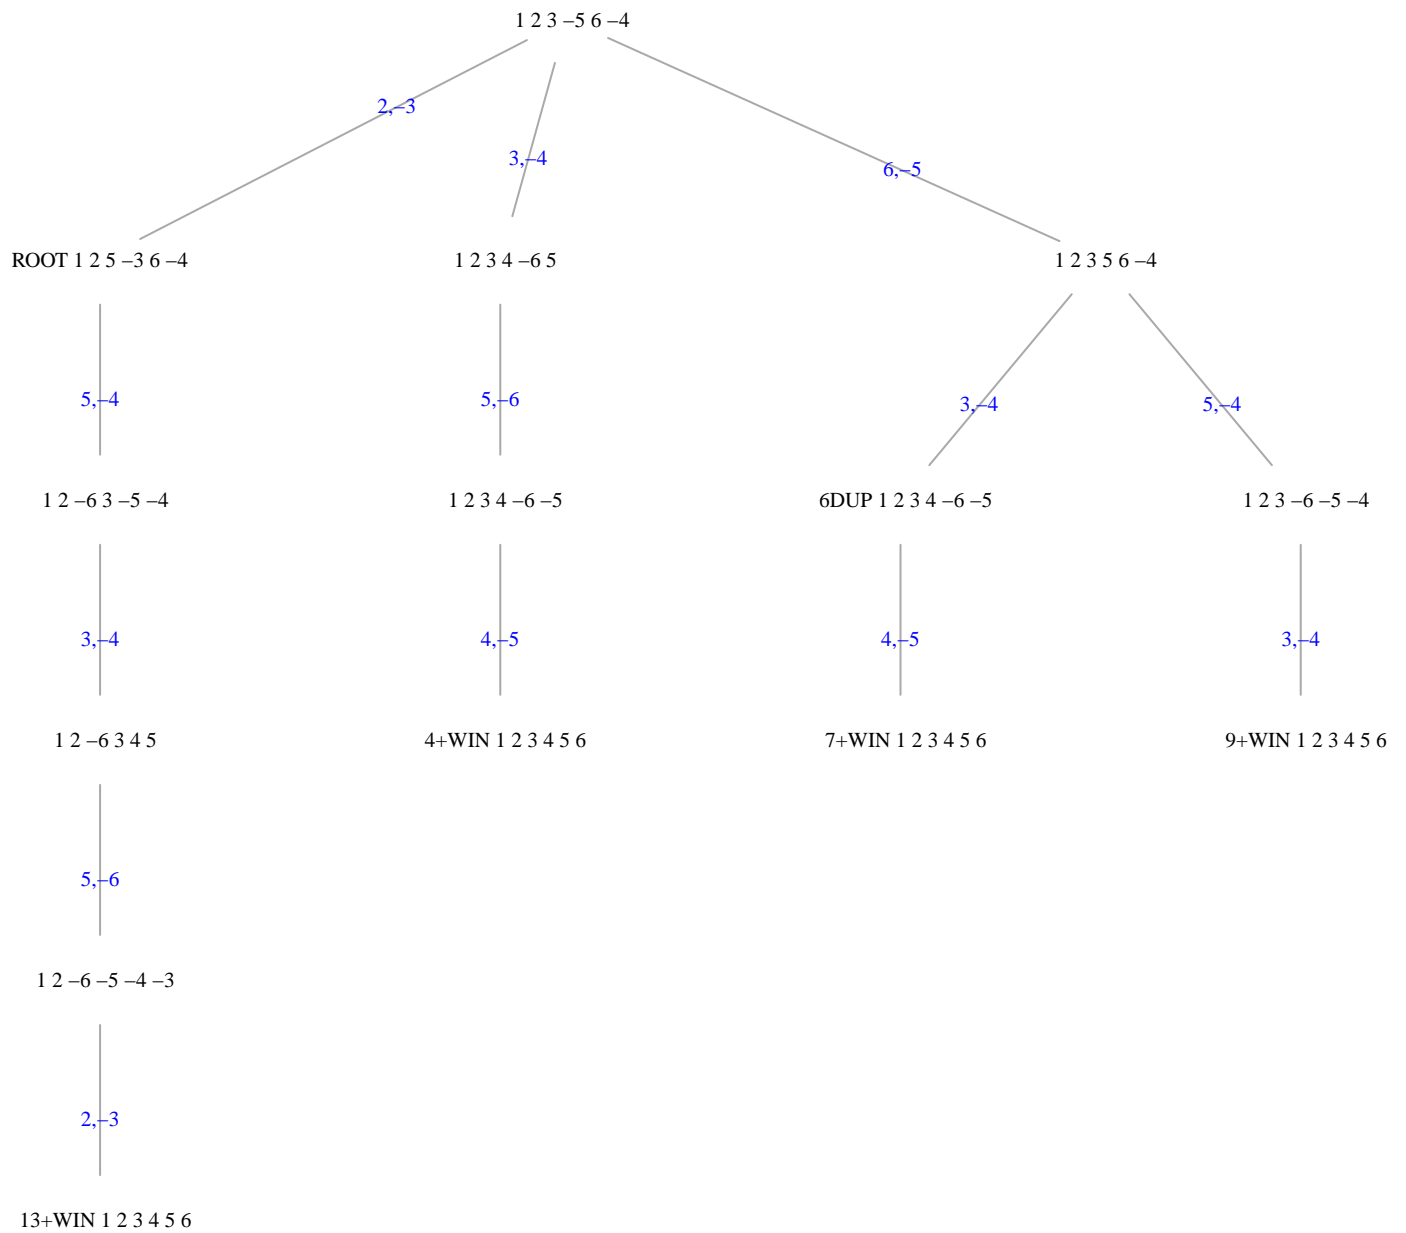 1 2 3 –5 6 –4
2,–3
3,–4
6,–5
ROOT 1 2 5 –3 6 –4
1 2 3 4 –6 5
1 2 3 5 6 –4
5,–4
5,–6
3,–4
5,–4
1 2 –6 3 –5 –4
1 2 3 4 –6 –5
6DUP 1 2 3 4 –6 –5
1 2 3 –6 –5 –4
3,–4
4,–5
4,–5
3,–4
1 2 –6 3 4 5
4+WIN 1 2 3 4 5 6
7+WIN 1 2 3 4 5 6
9+WIN 1 2 3 4 5 6
5,–6
1 2 –6 –5 –4 –3
2,–3
13+WIN 1 2 3 4 5 6